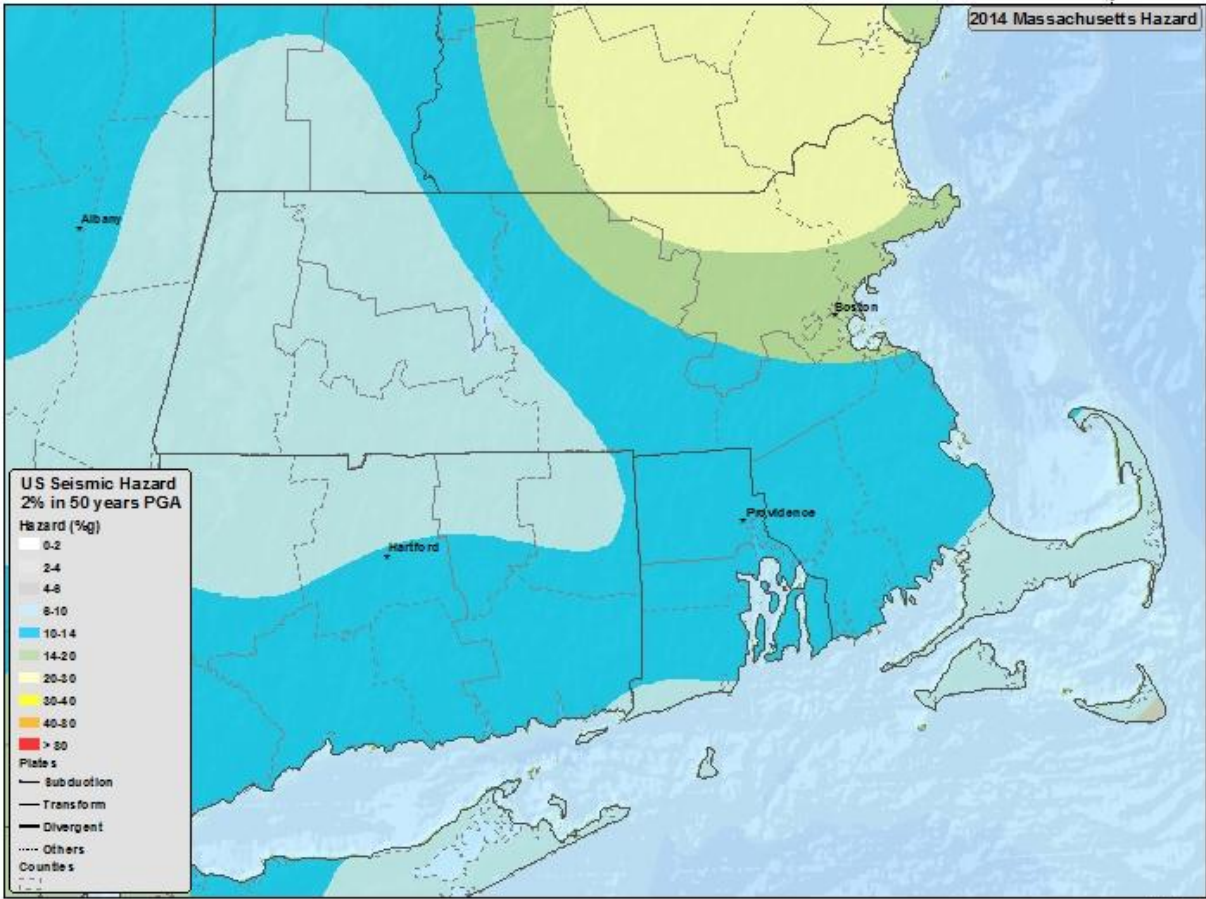 2014 Massachusetts Hazard
Albany
Boston
Providence
Hartford
US Seismic Hazard
2% in 50 years PGA
Hazard (%g)
0-2
2-4
4-6
6-10
10-14
14-20
20-30
30-40
40-80
> 80
Plates
Subduction
Transform
Divergent
Others
Counties